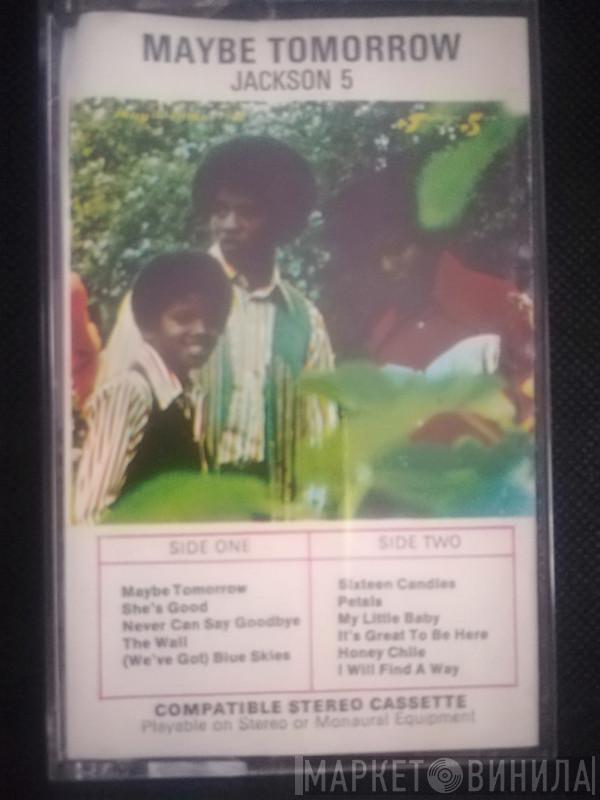 MAYBE TOMORROW
JACKSON 5
SIDE ONE
Maybe Tomorrow
She's Good
Never Can Say Goodbye
The Wall
(We've Got) Blue Skies
SIDE TWO
Sixteen Candles
Petals
My Little Baby
It's Great To Be Here
Honey Chile
I Will Find A Way
COMPATIBLE STEREO CASSETTE
Playable on Stereo or Monaural Equipment
МАРКЕТ ВИНИЛА